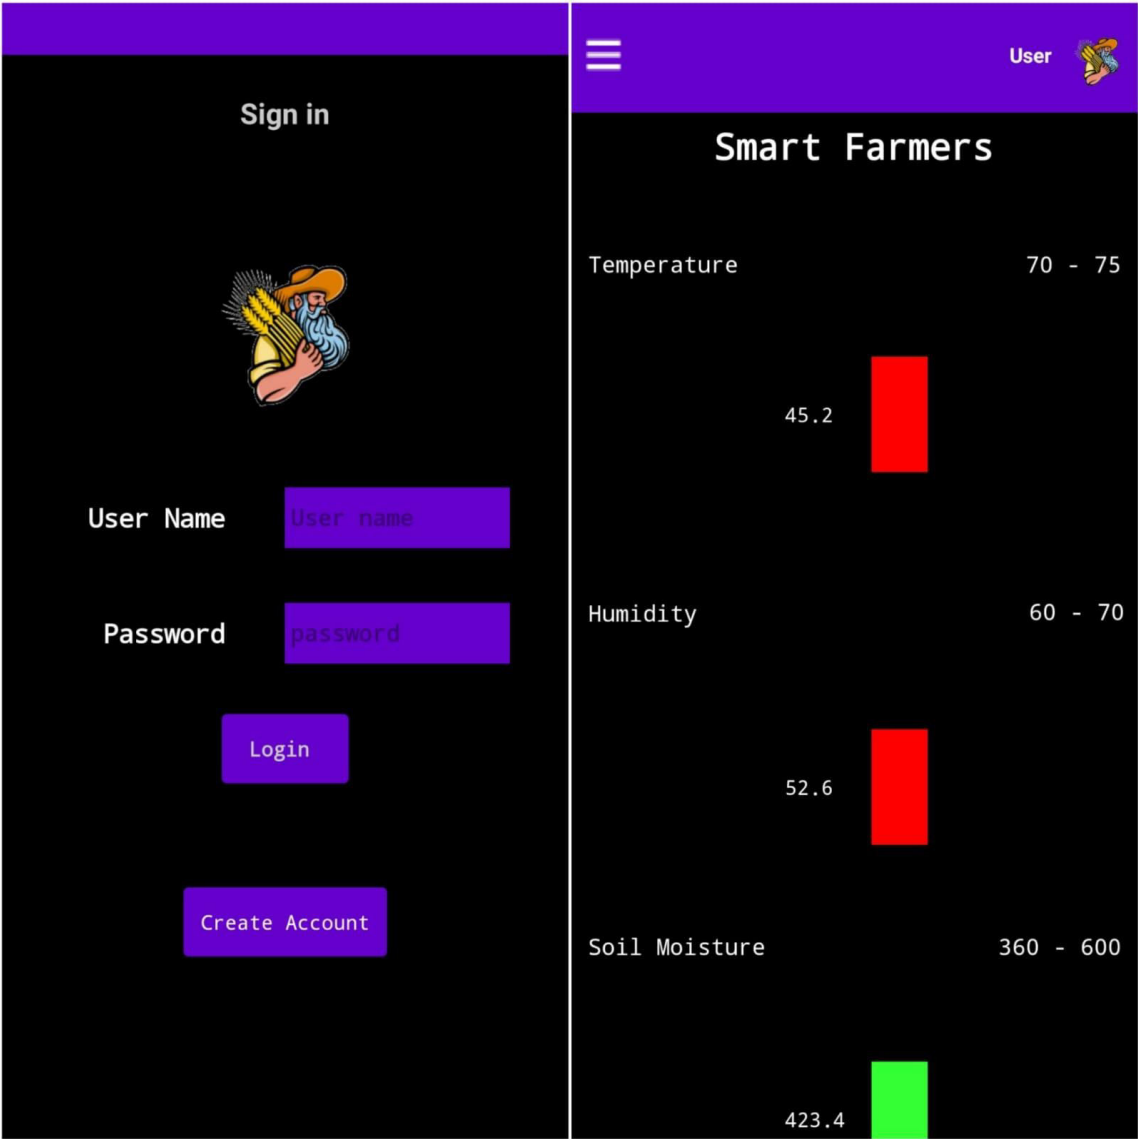 Sign in
User Name
User name
Password
password
Login
Create Account
User
Smart Farmers
Temperature 70 - 75
45.2
Humidity 60 - 70
52.6
Soil Moisture 360 - 600
423.4